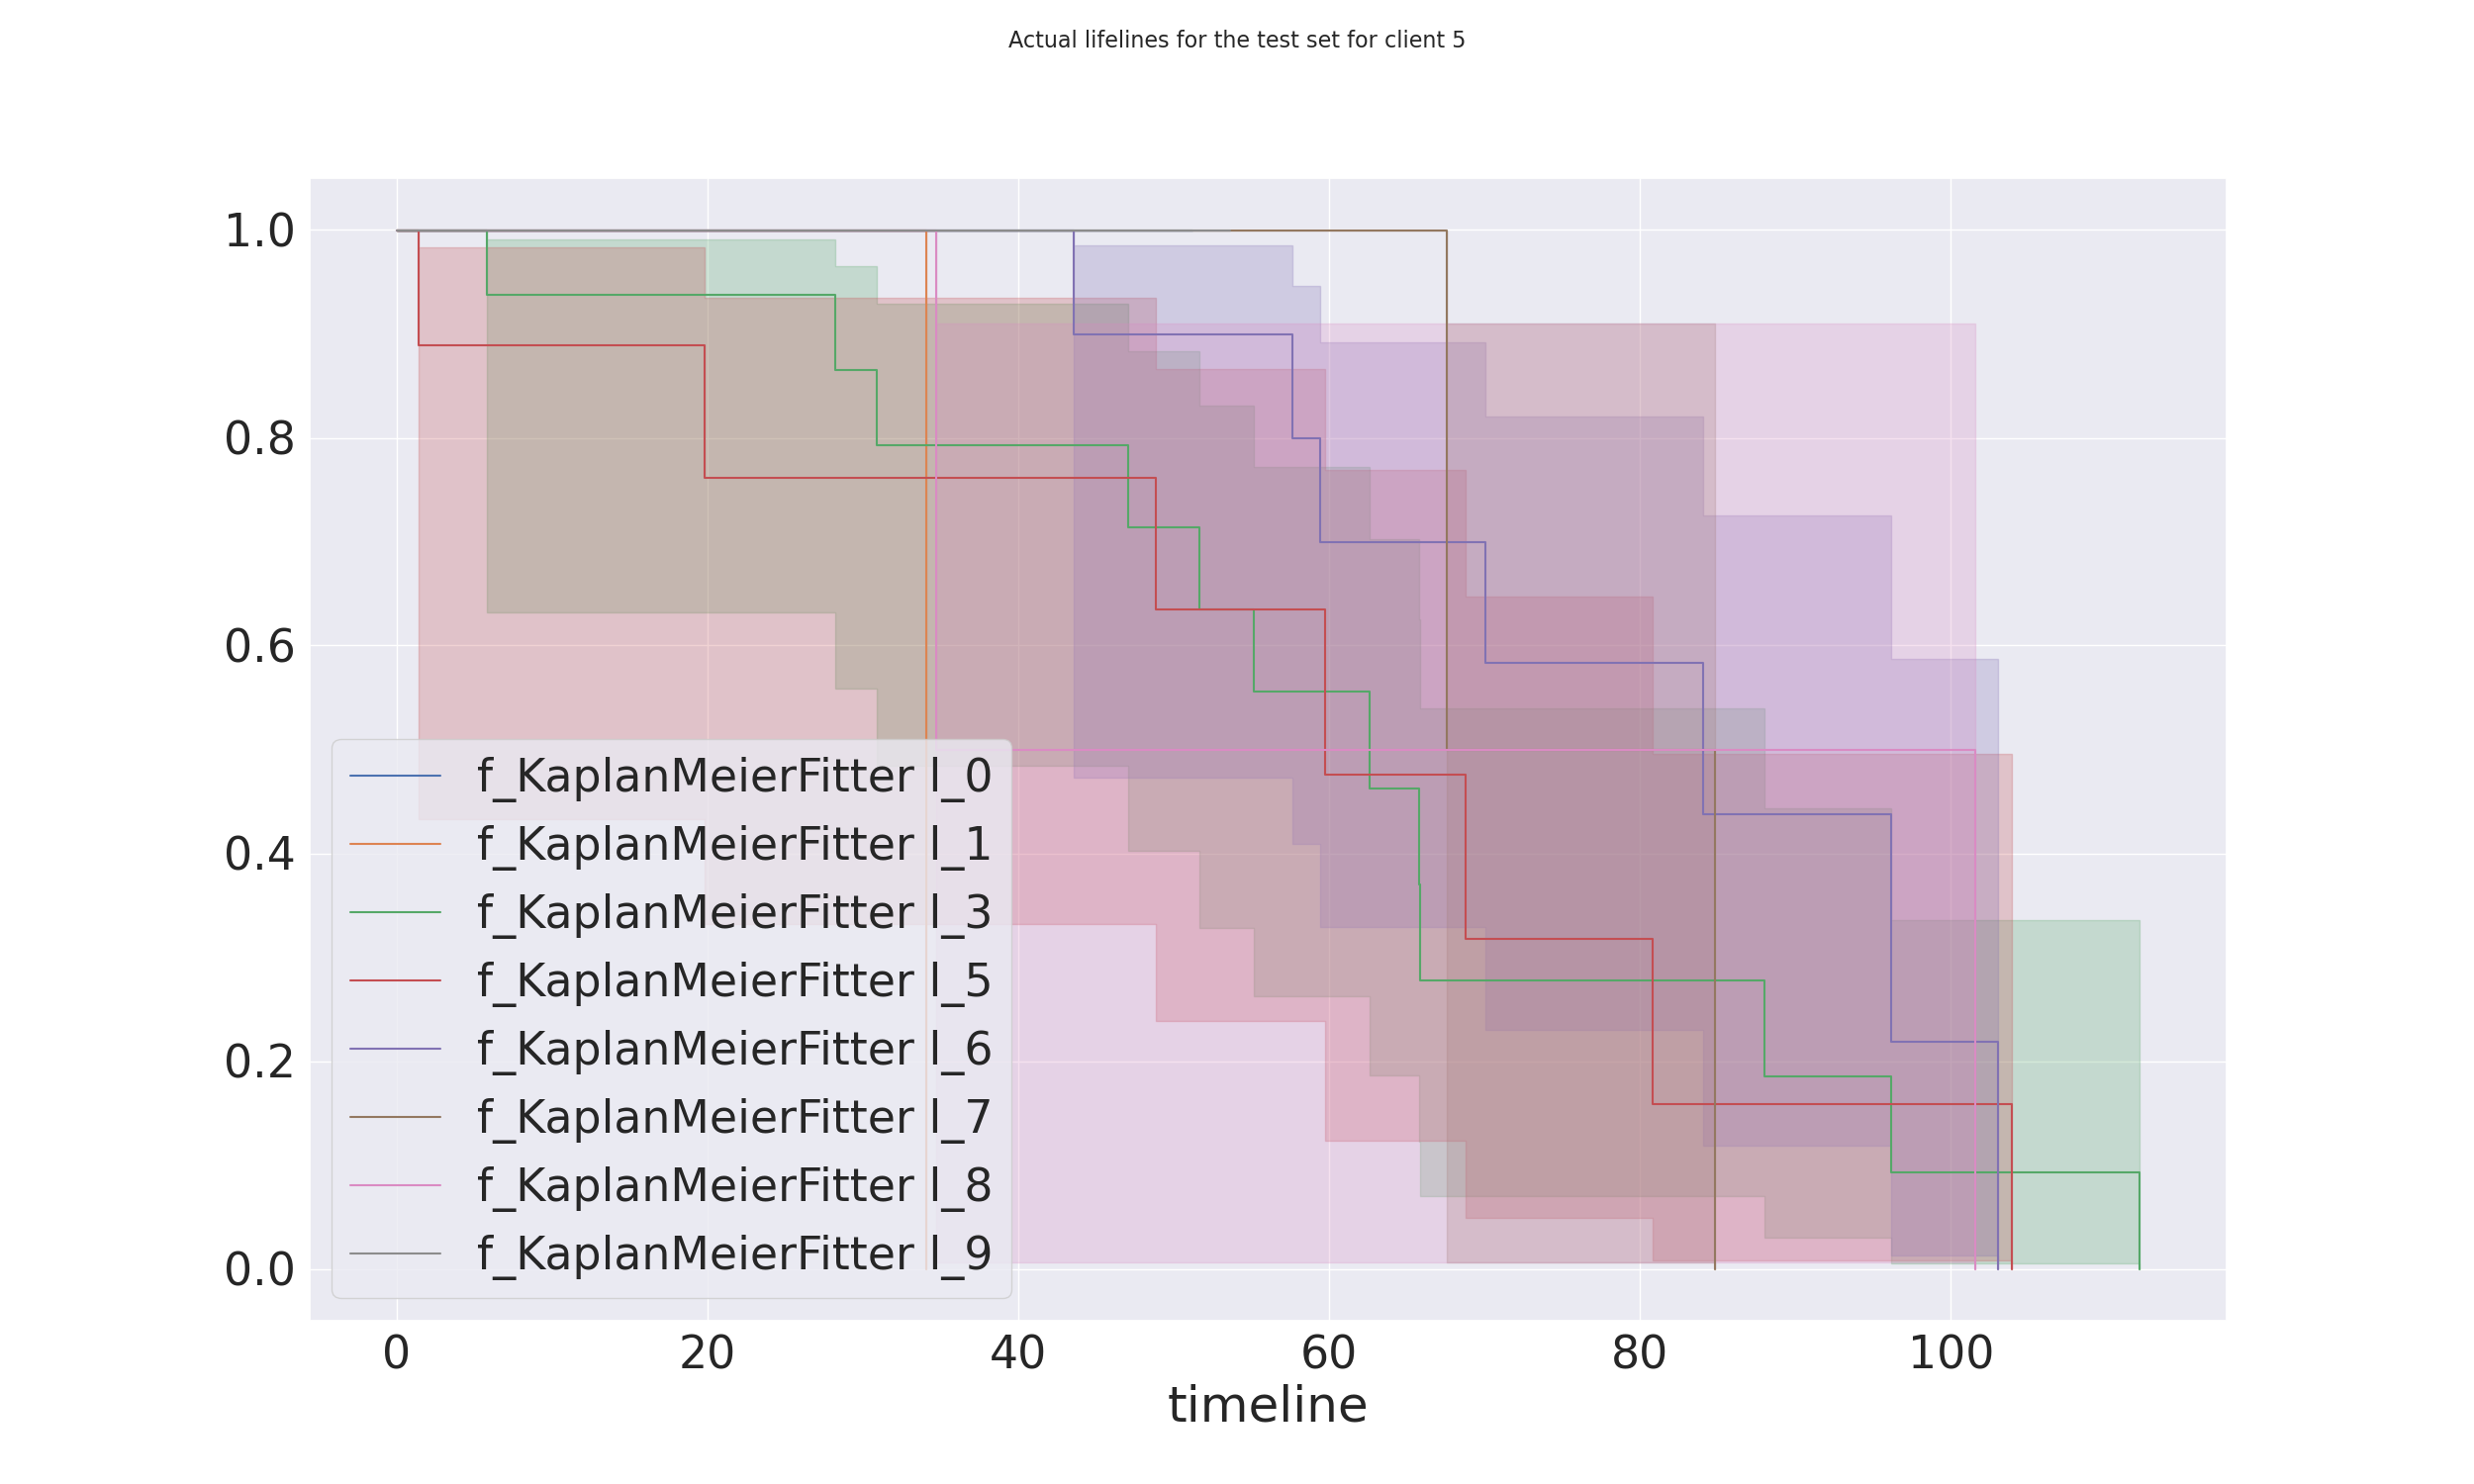 Actual lifelines for the test set for client 5
1.0
0.8
0.6
0.4
0.2
0.0
f_KaplanMeierFitter l_0
f_KaplanMeierFitter l_1
f_KaplanMeierFitter l_3
f_KaplanMeierFitter l_5
f_KaplanMeierFitter l_6
f_KaplanMeierFitter l_7
f_KaplanMeierFitter l_8
f_KaplanMeierFitter l_9
0 20 40 60 80 100
timeline